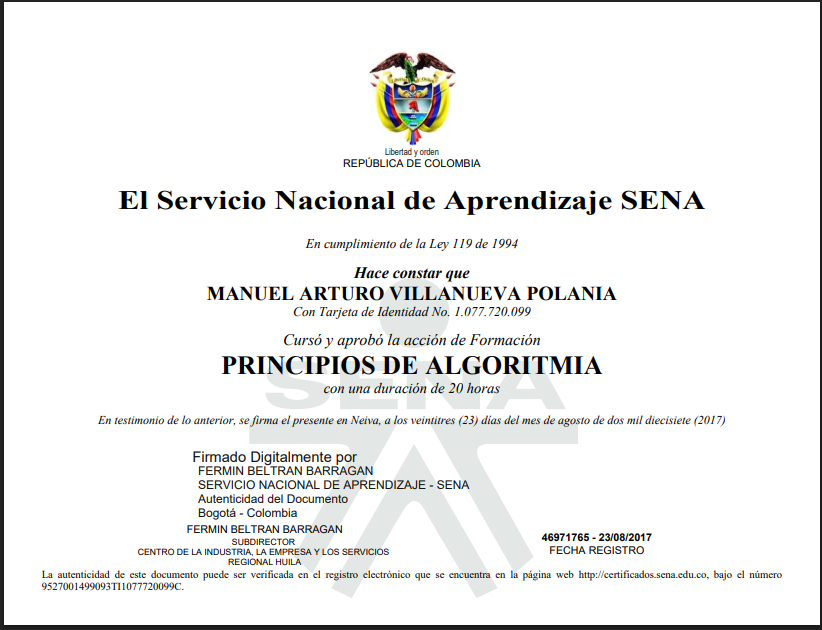 Libertad y orden
REPÚBLICA DE COLOMBIA
El Servicio Nacional de Aprendizaje SENA
En cumplimiento de la Ley 119 de 1994
Hace constar que
MANUEL ARTURO VILLANUEVA POLANIA
Con Tarjeta de Identidad No. 1.077.720.099
Cursó y aprobó la acción de Formación
PRINCIPIOS DE ALGORITMIA
SENA
con una duración de 20 horas
En testimonio de lo anterior, se firma el presente en Neiva, a los veintitres (23) días del mes de agosto de dos mil diecisiete (2017)
Firmado Digitalmente por
FERMIN BELTRAN BARRAGAN
SERVICIO NACIONAL DE APRENDIZAJE - SENA
Autenticidad del Documento
Bogotá - Colombia
FERMIN BELTRAN BARRAGAN
SUBDIRECTOR
CENTRO DE LA INDUSTRIA, LA EMPRESA Y LOS SERVICIOS
REGIONAL HUILA
46971765 - 23/08/2017
FECHA REGISTRO
La autenticidad de este documento puede ser verificada en el registro electrónico que se encuentra en la página web http://certificados.sena.edu.co, bajo el número
9527001499093TI1077720099C.